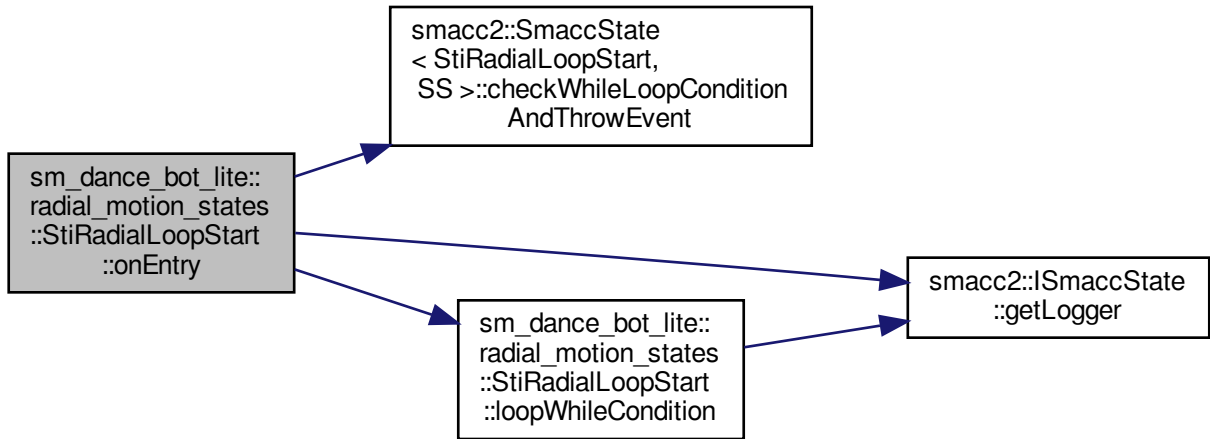 smacc2::SmaccState
< StiRadialLoopStart,
SS >::checkWhileLoopCondition
AndThrowEvent
sm_dance_bot_lite::
radial_motion_states
::StiRadialLoopStart
::onEntry
smacc2::ISmaccState
::getLogger
sm_dance_bot_lite::
radial_motion_states
::StiRadialLoopStart
::loopWhileCondition